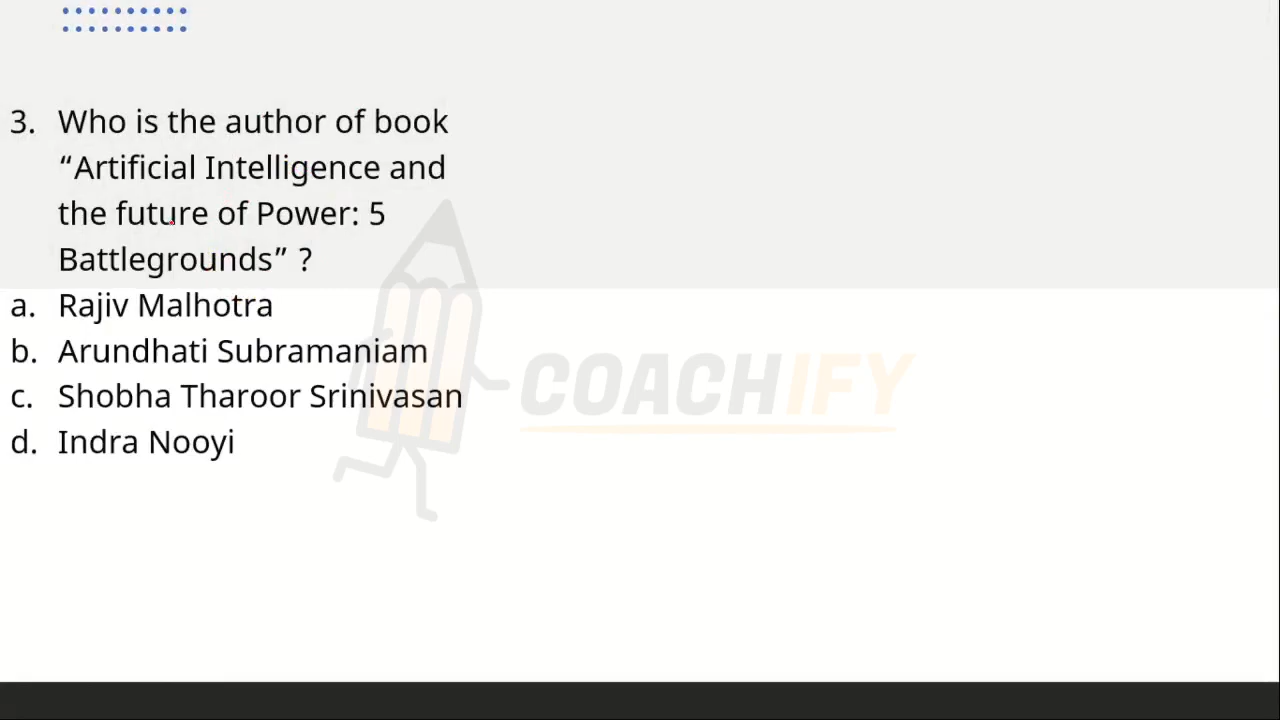 3. Who is the author of book
“Artificial Intelligence and
the future of Power: 5
Battlegrounds” ?
a. Rajiv Malhotra
b. Arundhati Subramaniam
c. Shobha Tharoor Srinivasan
d. Indra Nooyi
COACHIFY